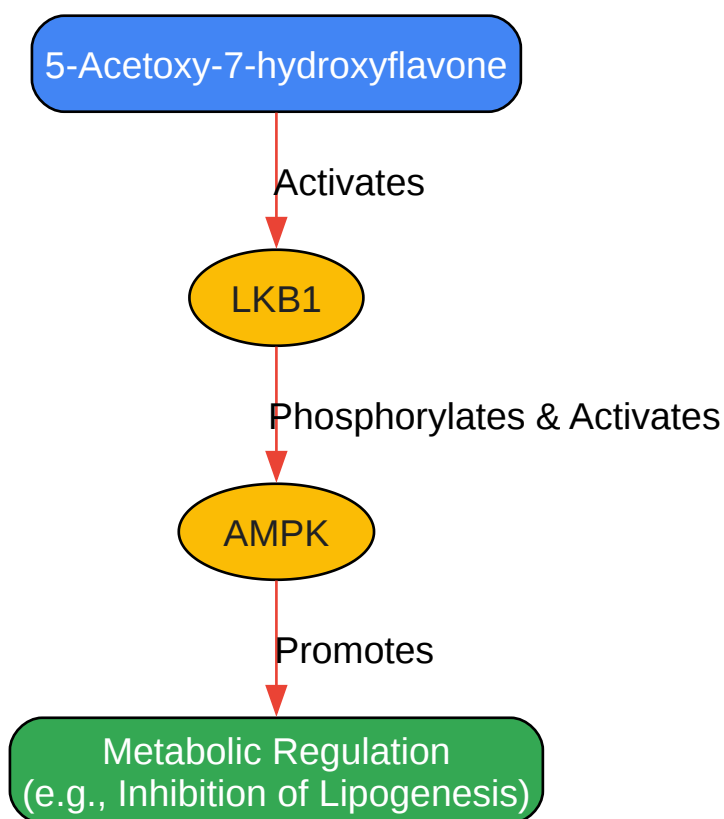 5-Acetoxy-7-hydroxyflavone
Activates
LKB1
Phosphorylates & Activates
AMPK
Promotes
Metabolic Regulation
(e.g., Inhibition of Lipogenesis)